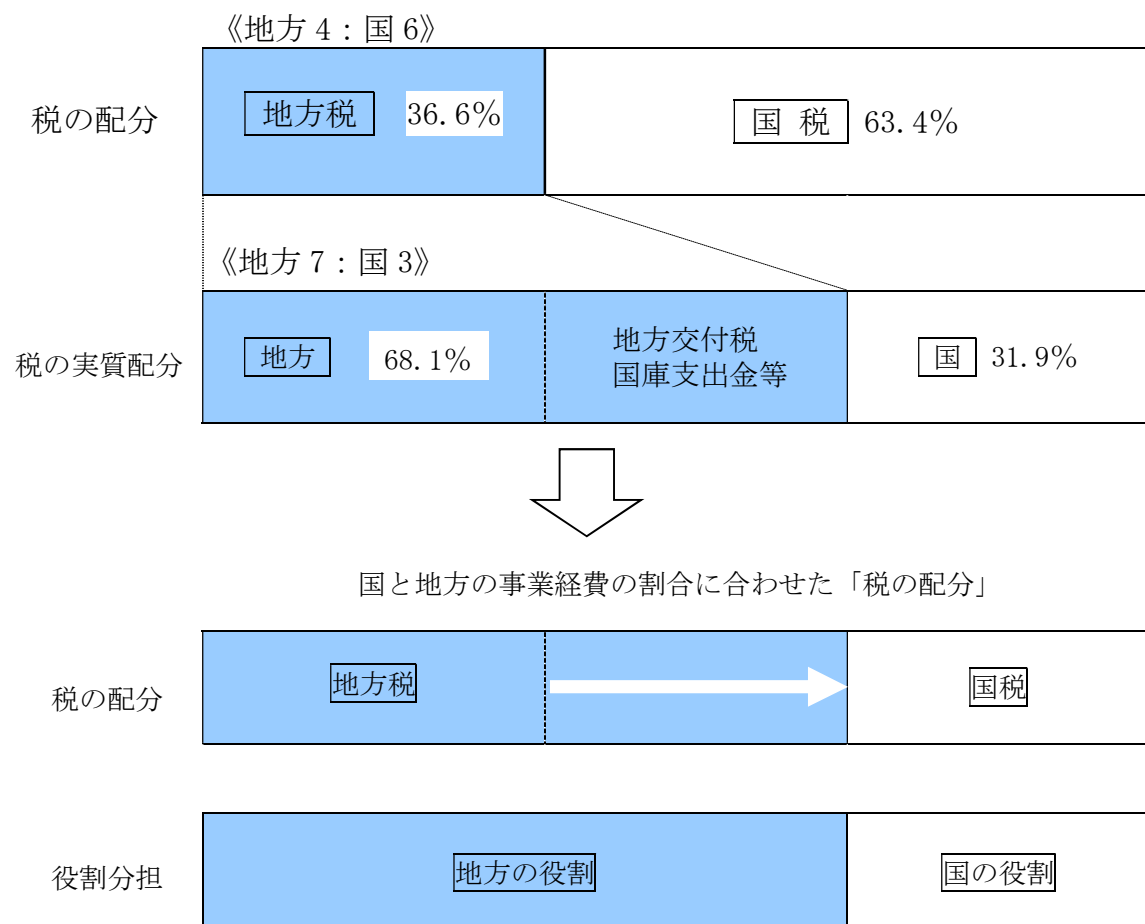 《地方 4：国 6》
税の配分
地方税 36.6%
国 税 63.4%
《地方 7：国 3》
税の実質配分
地方 68.1%
地方交付税
国庫支出金等
国 31.9%
国と地方の事業経費の割合に合わせた「税の配分」
税の配分
地方税
国税
役割分担
地方の役割
国の役割